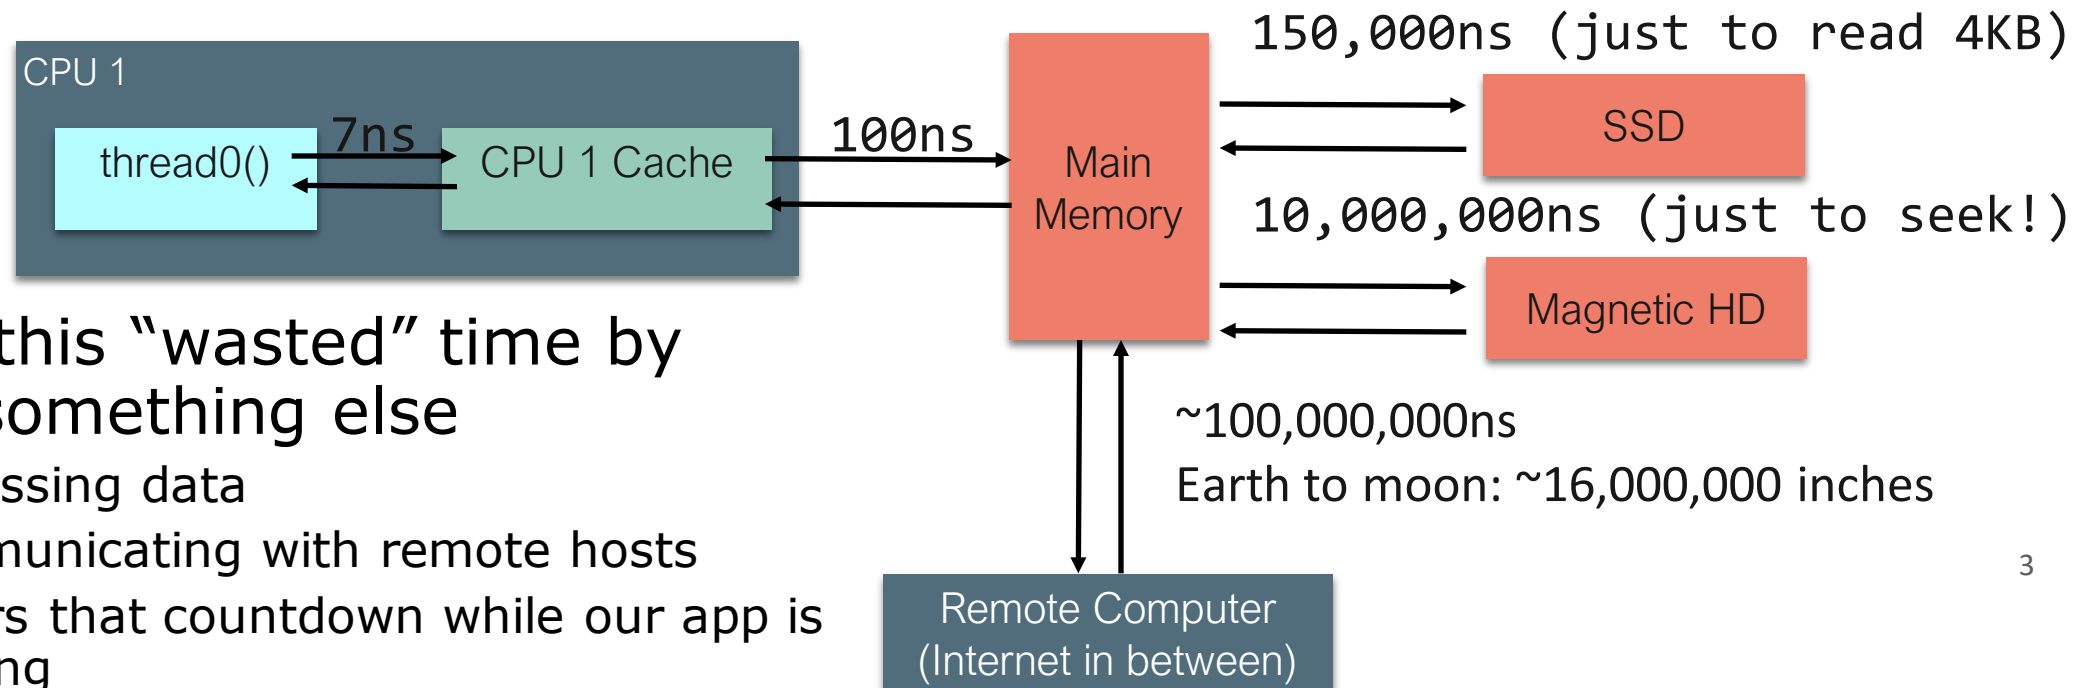 150,000ns (just to read 4KB)
CPU 1
7ns
100ns
thread0()
CPU 1 Cache
Main
Memory
SSD
10,000,000ns (just to seek!)
Magnetic HD
this “wasted” time by
something else
ssing data
municating with remote hosts
rs that countdown while our app is
ng
~100,000,000ns
Earth to moon: ~16,000,000 inches
3
Remote Computer
(Internet in between)